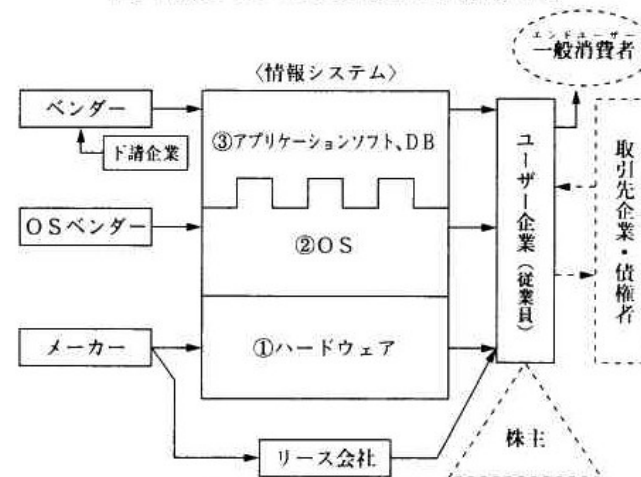 エンドユーザー
一般消費者
〈情報システム〉
ベンダー
下請企業
③アプリケーションソフト、DB
OSベンダー
②OS
メーカー
①ハードウェア
リース会社
ユーザー企業(従業員)
取引先企業・債権者
株主